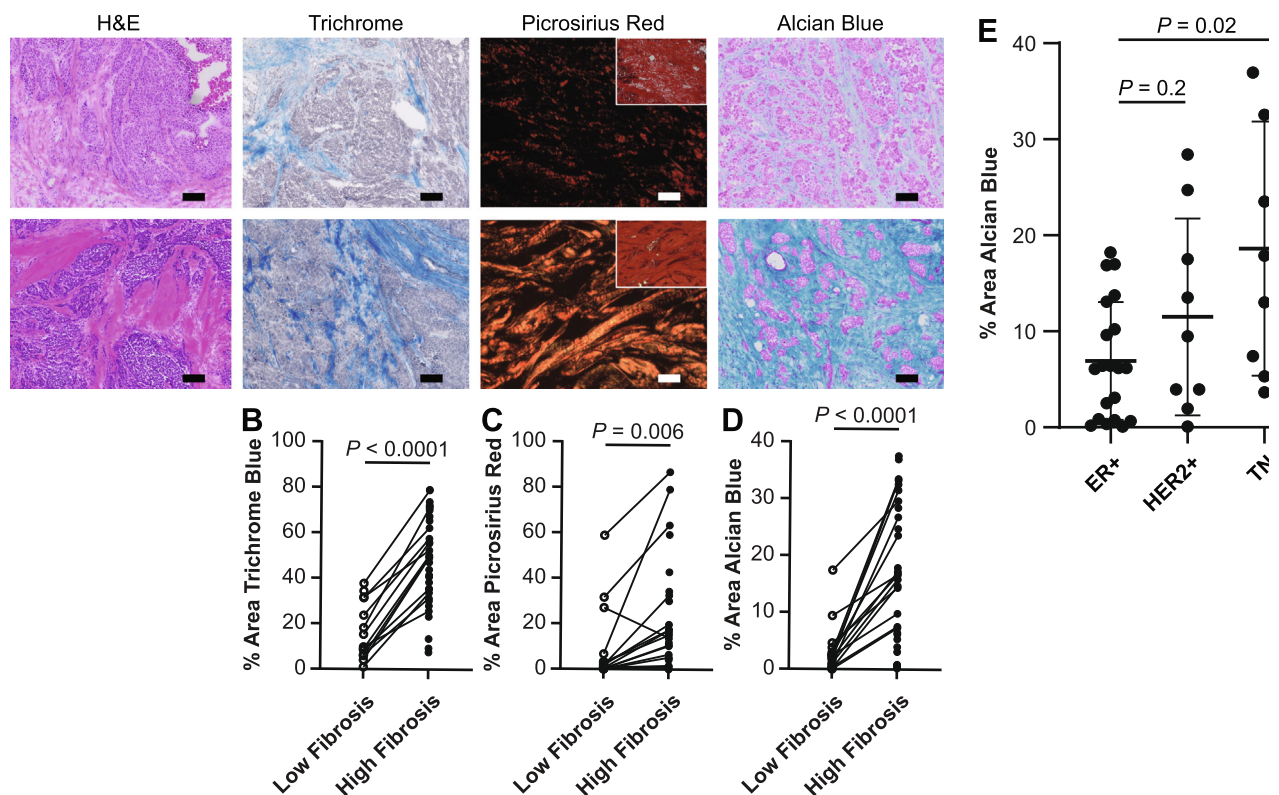 H&E Trichrome Picrosirius Red Alcian Blue
E
% Area Alcian Blue
40
30
20
10
0
P = 0.02
P = 0.2
ER+
HER2+
TN
B
% Area Trichrome Blue
100
80
60
40
20
0
P < 0.0001
Low Fibrosis
High Fibrosis
C
% Area Picrosirius Red
100
80
60
40
20
0
P = 0.006
Low Fibrosis
High Fibrosis
D
% Area Alcian Blue
40
30
20
10
0
P < 0.0001
Low Fibrosis
High Fibrosis